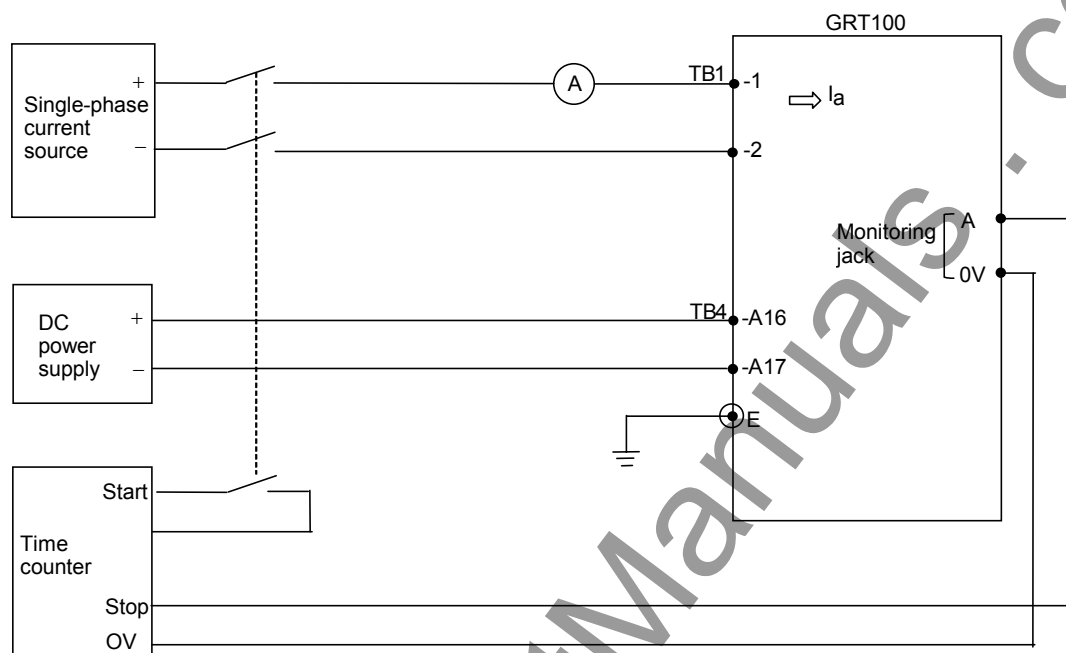 GRT100
Single-phase
current
source
+
−
A
TB1
-1
Ia
-2
Monitoring
jack
A
0V
DC
power
supply
+
−
TB4
-A16
-A17
E
Time
counter
Start
Stop
OV
Manuals . c